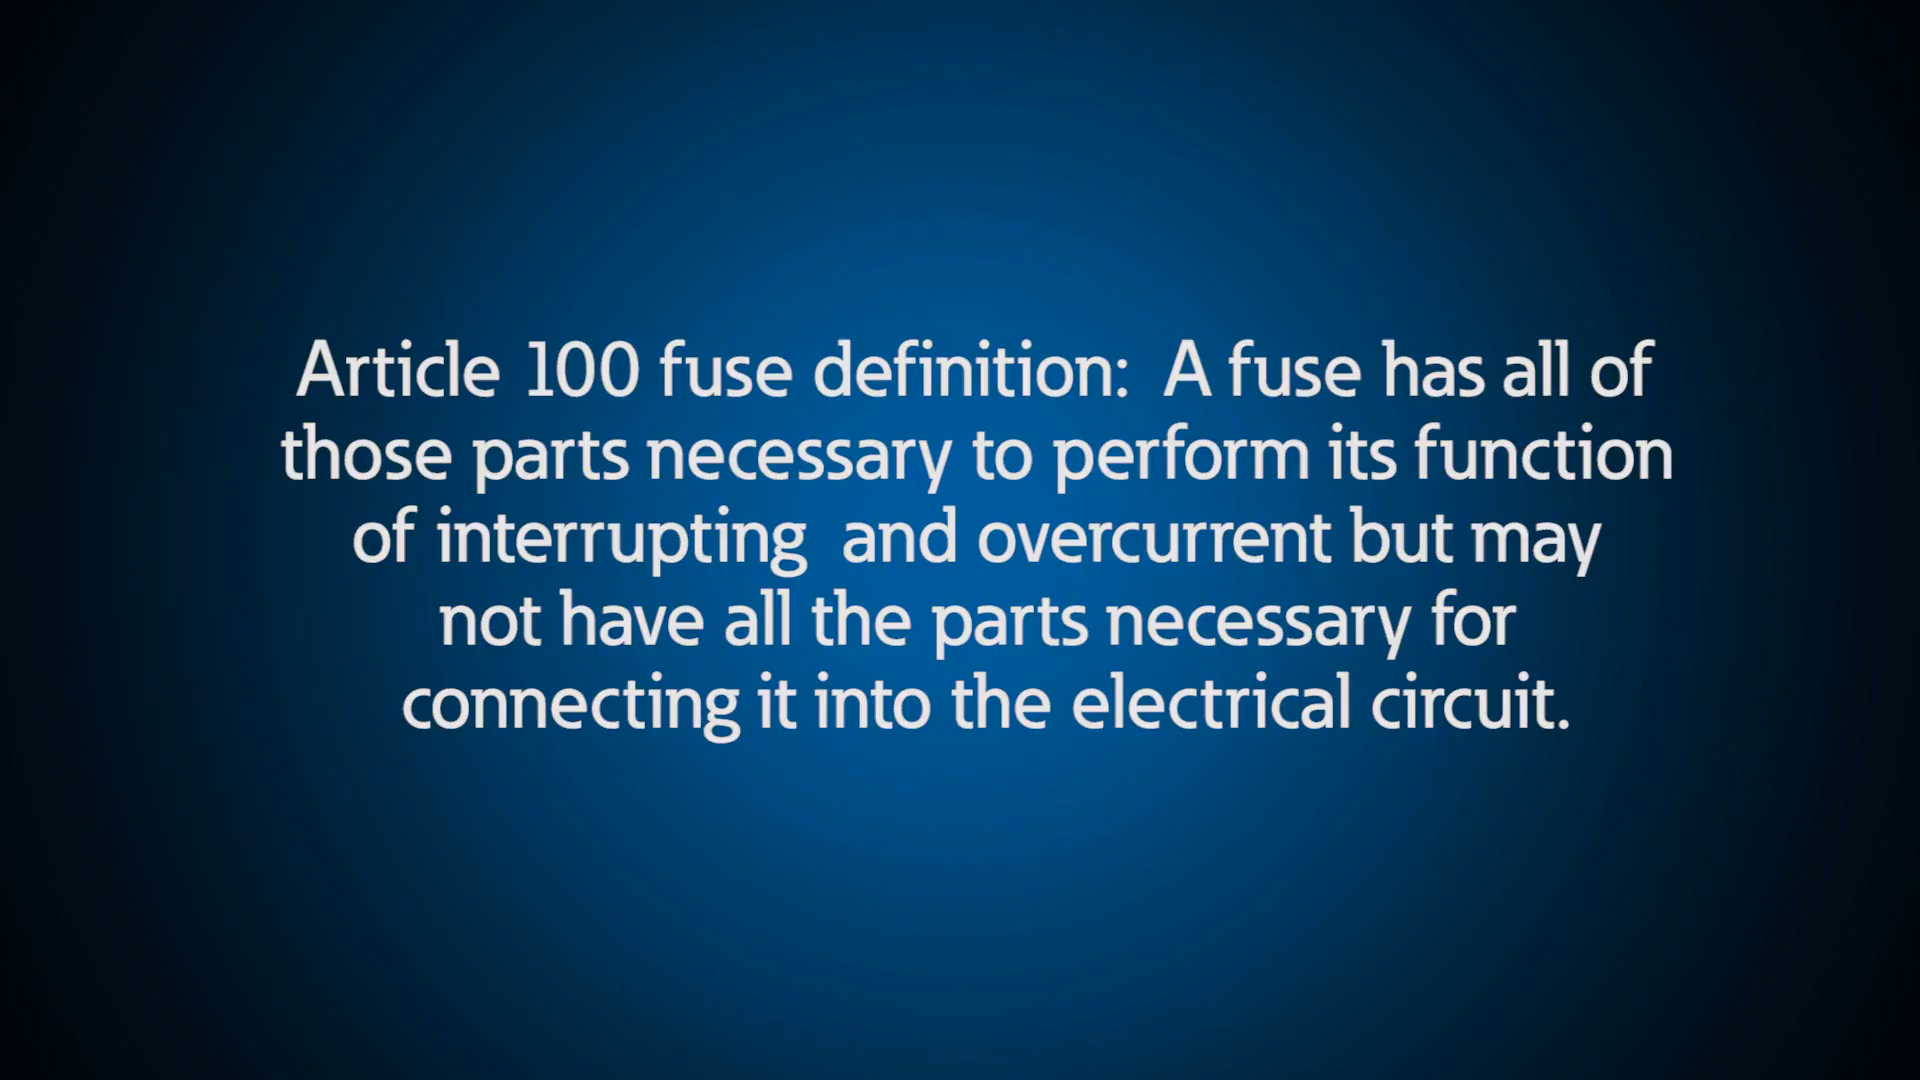 Article 100 fuse definition:  A fuse has all of
those parts necessary to perform its function
of interrupting  and overcurrent but may
not have all the parts necessary for
connecting it into the electrical circuit.